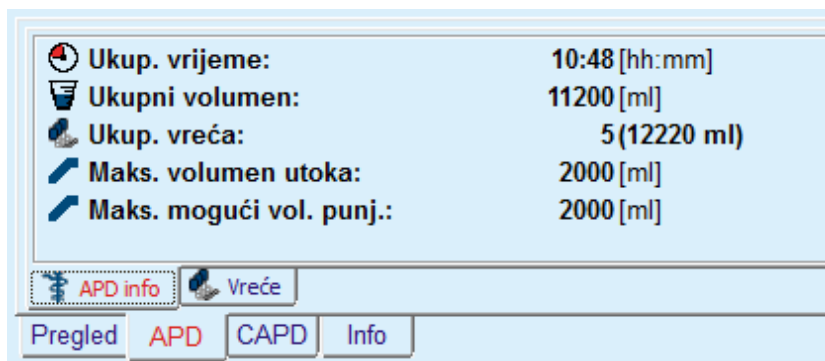 Ukup. vrijeme: 10:48 [hh:mm]
Ukupni volumen: 11200 [ml]
Ukup. vreća: 5 (12220 ml)
Maks. volumen utoka: 2000 [ml]
Maks. mogući vol. punj.: 2000 [ml]
APD info Vreće
Pregled APD CAPD Info